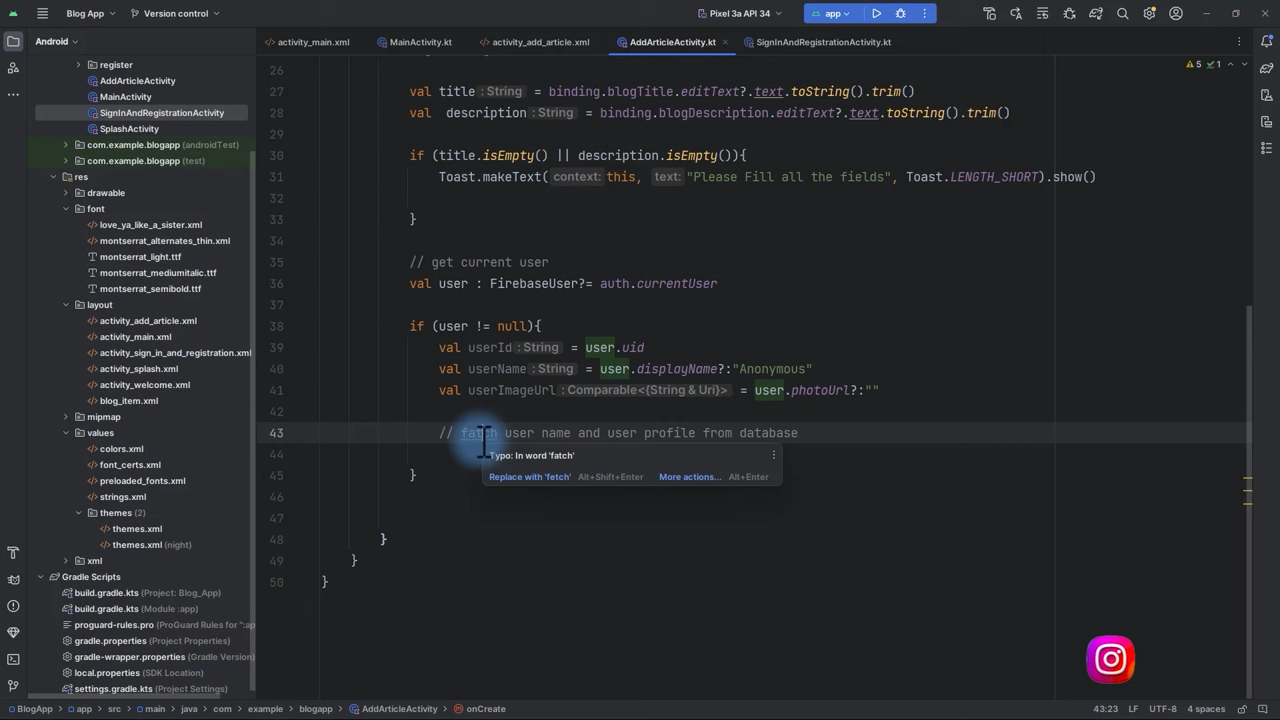 Blog App
Version control
Pixel 3a API 34
app
Android
activity_main.xml
MainActivity.kt
activity_add_article.xml
AddArticleActivity.kt
SignInAndRegistrationActivity.kt
register
AddArticleActivity
MainActivity
SignInAndRegistrationActivity
SplashActivity
com.example.blogapp (androidTest)
com.example.blogapp (test)
res
drawable
font
love_ya_like_a_sister.xml
montserrat_alternates_thin.xml
montserrat_light.ttf
montserrat_mediumitalic.ttf
montserrat_semibold.ttf
layout
activity_add_article.xml
activity_main.xml
activity_sign_in_and_registration.xml
activity_splash.xml
activity_welcome.xml
blog_item.xml
mipmap
values
colors.xml
font_certs.xml
preloaded_fonts.xml
strings.xml
themes (2)
themes.xml
themes.xml (night)
xml
Gradle Scripts
build.gradle.kts (Project: Blog_App)
build.gradle.kts (Module :app)
proguard-rules.pro (ProGuard Rules for ":ap
gradle.properties (Project Properties)
gradle-wrapper.properties (Gradle Version)
local.properties (SDK Location)
settings.gradle.kts (Project Settings)
5 1
26
27 val title : String = binding.blogTitle.editText?.text.toString().trim()
28 val description : String = binding.blogDescription.editText?.text.toString().trim()
29
30 if (title.isEmpty() || description.isEmpty()){
31 Toast.makeText( context: this, text: "Please Fill all the fields", Toast.LENGTH_SHORT).show()
32
33 }
34
35 // get current user
36 val user : FirebaseUser?= auth.currentUser
37
38 if (user != null){
39 val userId : String = user.uid
40 val userName : String = user.displayName?:"Anonymous"
41 val userImageUrl : Comparable<{String & Uri}> = user.photoUrl?:""
42
43 // fatch user name and user profile from database
44
Typo: In word 'fatch'
Replace with 'fetch' Alt+Shift+Enter More actions... Alt+Enter
45 }
46
47
48 }
49 }
50 }
BlogApp
app
src
main
java
com
example
blogapp
AddArticleActivity
onCreate
43:23 LF UTF-8 4 spaces